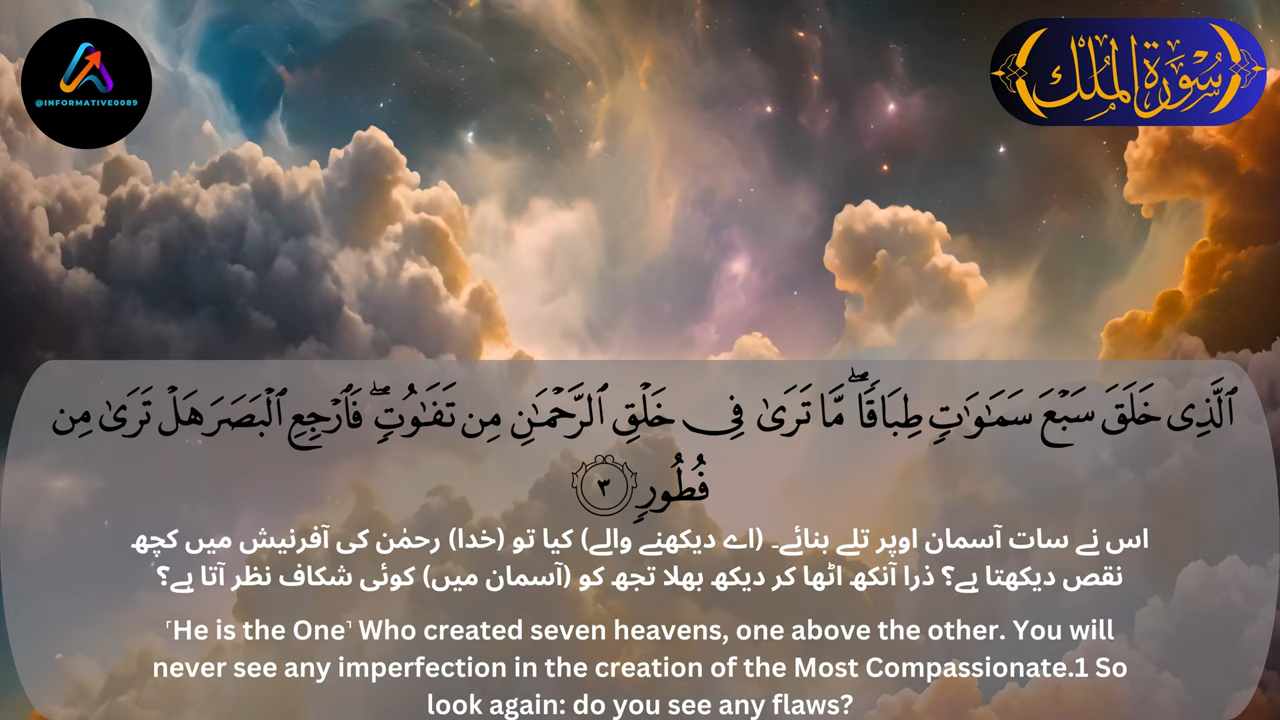 @INFORMATIVE0089
سُورَةُ الْمُلْك
ٱلَّذِى خَلَقَ سَبْعَ سَمَـٰوَٰتٍۢ طِبَاقًۭا ۖ مَّا تَرَىٰ فِى خَلْقِ ٱلرَّحْمَـٰنِ مِن تَفَـٰوُتٍۢ ۖ فَٱرْجِعِ ٱلْبَصَرَ هَلْ تَرَىٰ مِن
فُطُورٍۢ ٣
اس نے سات آسمان اوپر تلے بنائے۔ (اے دیکھنے والے) کیا تو (خدا) رحمٰن کی آفرنیش میں کچھ
نقص دیکھتا ہے؟ ذرا آنکھ اٹھا کر دیکھ بھلا تجھ کو (آسمان میں) کوئی شکاف نظر آتا ہے؟
˹He is the One˺ Who created seven heavens, one above the other. You will
never see any imperfection in the creation of the Most Compassionate.1 So
look again: do you see any flaws?